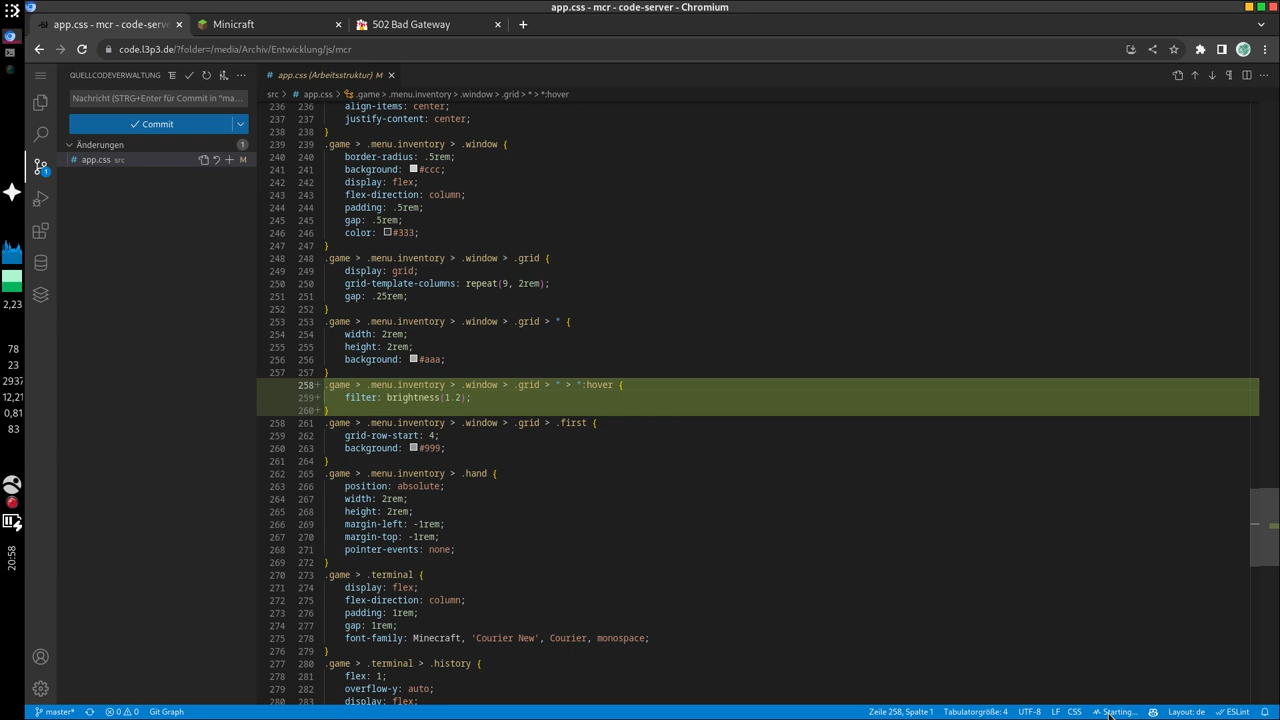 app.css - mcr - code-server - Chromium
app.css - mcr - code-serve
Minicraft
502 Bad Gateway
code.l3p3.de/?folder=/media/Archiv/Entwicklung/js/mcr
QUELLCODEVERWALTUNG
app.css (Arbeitsstruktur) M
src > app.css > .game > .menu.inventory > .window > .grid > * > *:hover
Nachricht (STRG+Enter für Commit in "ma...
Commit
Änderungen 1
app.css src M
1
236 236 align-items: center;
237 237 justify-content: center;
238 238 }
239 239 .game > .menu.inventory > .window {
240 240 border-radius: .5rem;
241 241 background: #ccc;
242 242 display: flex;
243 243 flex-direction: column;
244 244 padding: .5rem;
245 245 gap: .5rem;
246 246 color: #333;
247 247 }
248 248 .game > .menu.inventory > .window > .grid {
249 249 display: grid;
250 250 grid-template-columns: repeat(9, 2rem);
251 251 gap: .25rem;
252 252 }
253 253 .game > .menu.inventory > .window > .grid > * {
254 254 width: 2rem;
255 255 height: 2rem;
256 256 background: #aaa;
257 257 }
258+ .game > .menu.inventory > .window > .grid > * > *:hover {
259+ filter: brightness(1.2);
260+ }
258 261 .game > .menu.inventory > .window > .grid > .first {
259 262 grid-row-start: 4;
260 263 background: #999;
261 264 }
262 265 .game > .menu.inventory > .hand {
263 266 position: absolute;
264 267 width: 2rem;
265 268 height: 2rem;
266 269 margin-left: -1rem;
267 270 margin-top: -1rem;
268 271 pointer-events: none;
269 272 }
270 273 .game > .terminal {
271 274 display: flex;
272 275 flex-direction: column;
273 276 padding: 1rem;
274 277 gap: 1rem;
275 278 font-family: Minecraft, 'Courier New', Courier, monospace;
276 279 }
277 280 .game > .terminal > .history {
278 281 flex: 1;
279 282 overflow-y: auto;
280 283 display: flex;
2,23
78
23
2937
12,21
0,81
83
20:58
master*
0 0
Git Graph
Zeile 258, Spalte 1
Tabulatorgröße: 4
UTF-8
LF
CSS
Starting...
Layout: de
ESLint